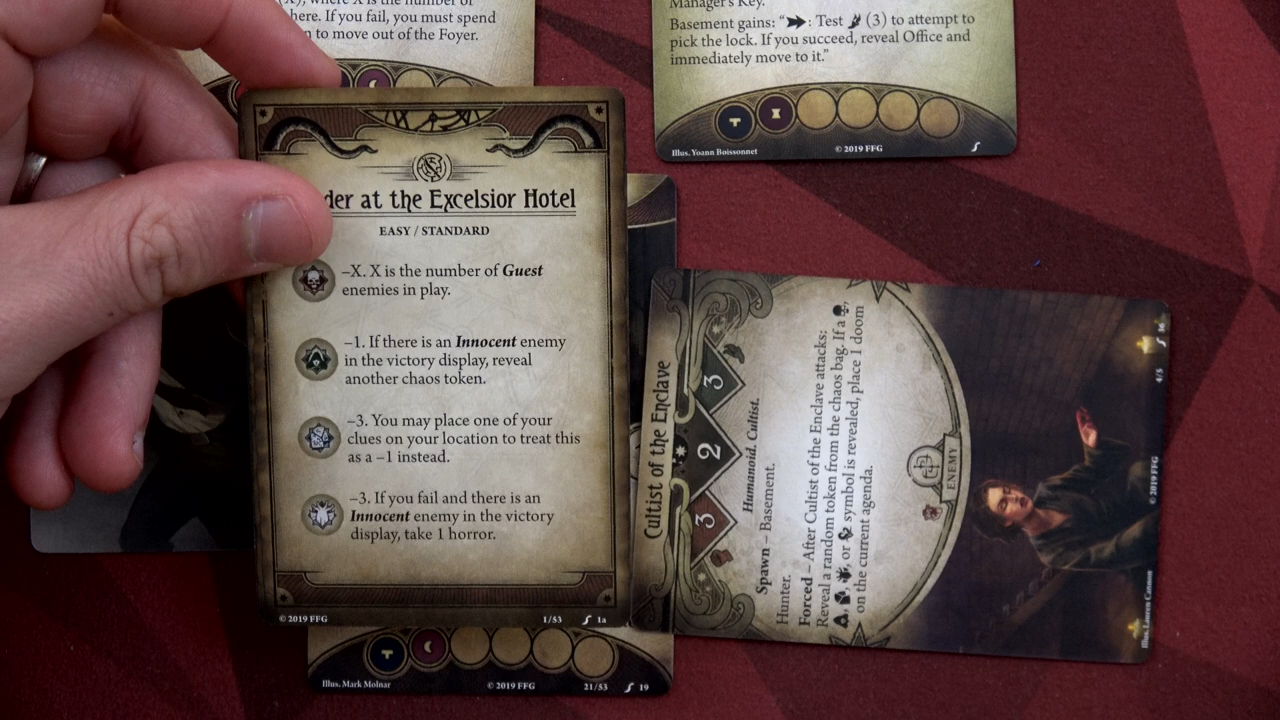 here. If you fail, you must spend
to move out of the Foyer.
Manager's Key.
Basement gains: “ : Test (3) to attempt to
pick the lock. If you succeed, reveal Office and
immediately move to it.”
Illus. Yoann Boissonnet
© 2019 FFG
at the Excelsior Hotel
EASY / STANDARD
–X. X is the number of Guest
enemies in play.
–1. If there is an Innocent enemy
in the victory display, reveal
another chaos token.
–3. You may place one of your
clues on your location to treat this
as a –1 instead.
–3. If you fail and there is an
Innocent enemy in the victory
display, take 1 horror.
© 2019 FFG
1/53
1a
Illus. Mark Molnar
© 2019 FFG
21/53
19
Cultist of the Enclave
3 2 3
Humanoid. Cultist.
Spawn – Basement.
Hunter.
Forced – After Cultist of the Enclave attacks:
Reveal a random token from the chaos bag. If a ,
, , , or symbol is revealed, place 1 doom
on the current agenda.
ENEMY
Illus. Lauren Cannon
© 2019 FFG
4/5